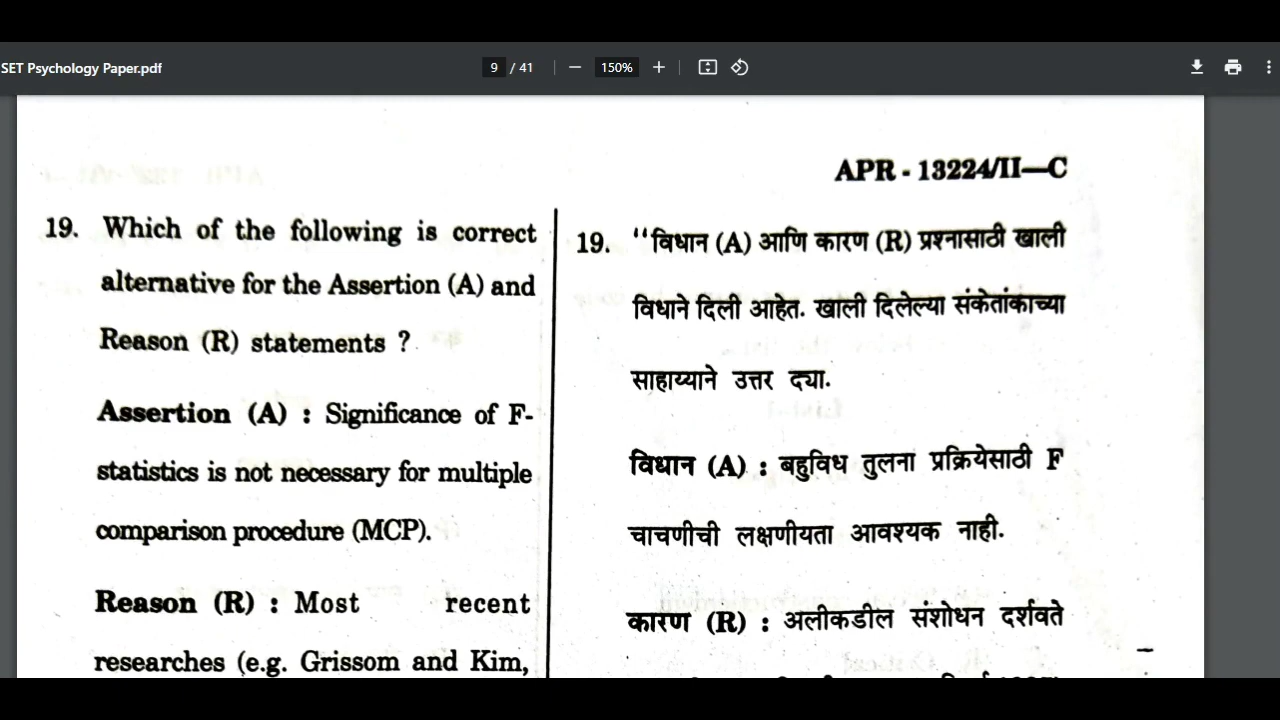 SET Psychology Paper.pdf
9 / 41
150%
APR - 13224/II—C
19. Which of the following is correct
alternative for the Assertion (A) and
Reason (R) statements ?
Assertion (A) : Significance of F-
statistics is not necessary for multiple
comparison procedure (MCP).
Reason (R) : Most recent
researches (e.g. Grissom and Kim,
19. ‘‘विधान (A) आणि कारण (R) प्रश्नासाठी खाली
विधाने दिली आहेत. खाली दिलेल्या संकेतांकाच्या
साहाय्याने उत्तर द्या.
विधान (A) : बहुविध तुलना प्रक्रियेसाठी F
चाचणीची लक्षणीयता आवश्यक नाही.
कारण (R) : अलीकडील संशोधन दर्शवते